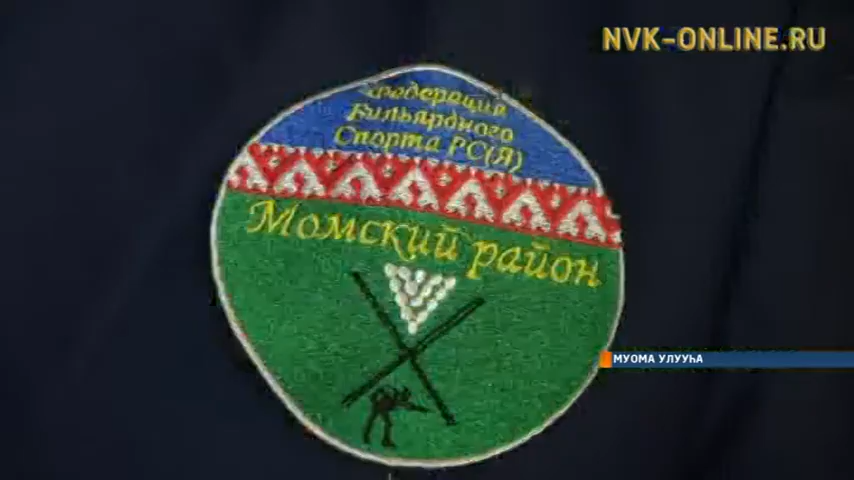 NVK-ONLINE.RU
Федерация
Бильярдного
Спорта РС(Я)
Момский район
МУОМА УЛУУҺА